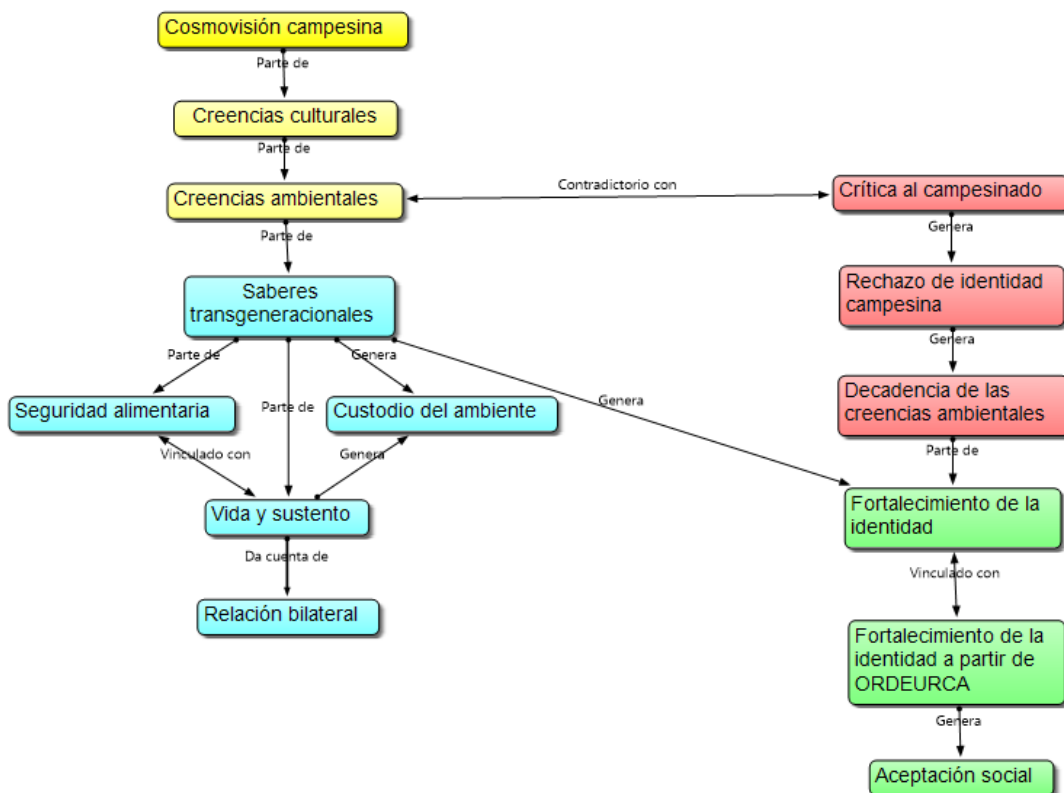 Cosmovisión campesina
Parte de
Creencias culturales
Parte de
Creencias ambientales
Contradictorio con
Crítica al campesinado
Parte de
Genera
Saberes
transgeneracionales
Rechazo de identidad
campesina
Parte de
Genera
Genera
Seguridad alimentaria
Parte de
Custodio del ambiente
Genera
Decadencia de las
creencias ambientales
Vinculado con
Genera
Parte de
Vida y sustento
Fortalecimiento de la
identidad
Da cuenta de
Vinculado con
Relación bilateral
Fortalecimiento de la
identidad a partir de
ORDEURCA
Genera
Aceptación social